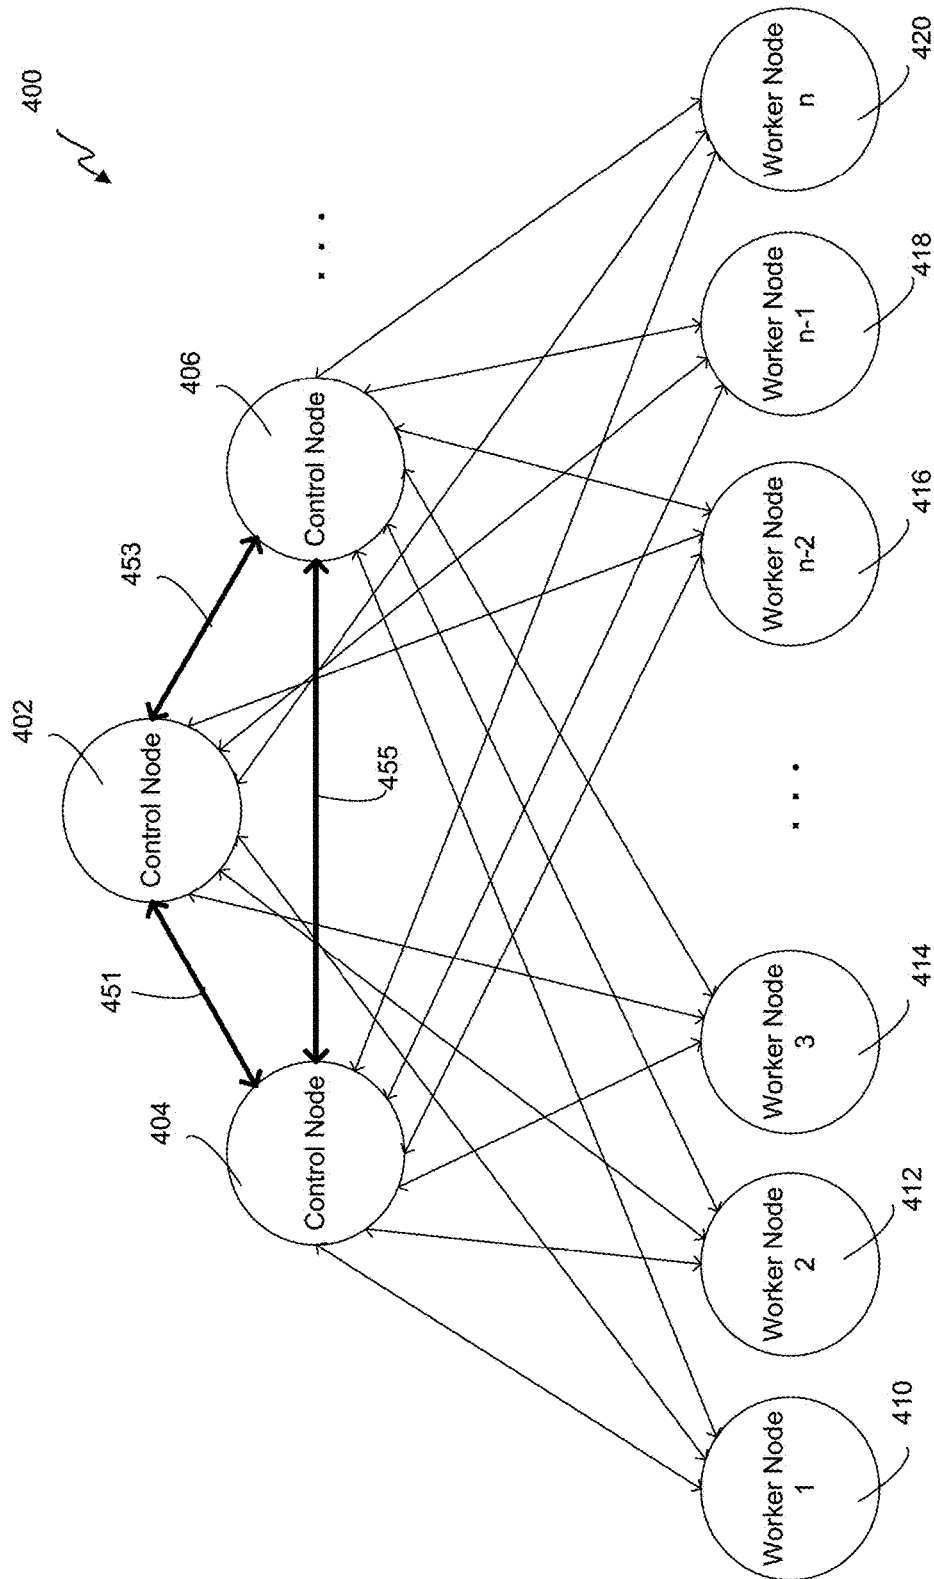 400
402
Control Node
451
453
404
Control Node
406
Control Node
. . .
455
Worker Node
1
410
Worker Node
2
412
Worker Node
3
414
. . .
Worker Node
n-2
416
Worker Node
n-1
418
Worker Node
n
420